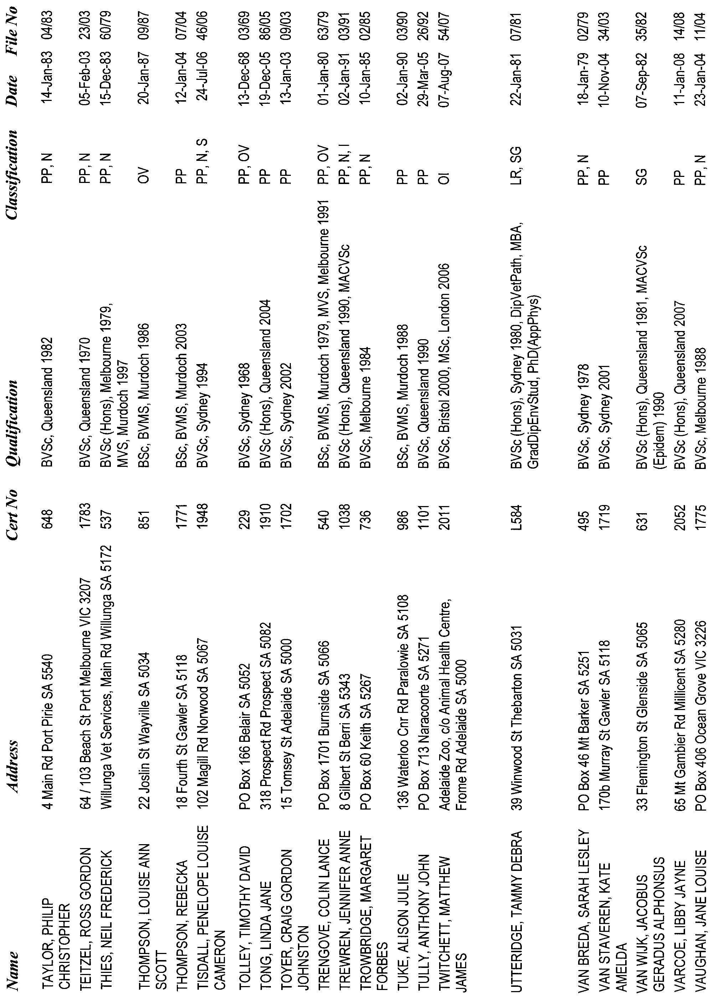 Name Address Cert No Qualification Classification Date File No
TAYLOR, PHILIP 4 Main Rd Port Pirie SA 5540 648 BVSc, Queensland 1982 PP, N 14-Jan-83 04/83
CHRISTOPHER
TEITZEL, ROSS GORDON 64 / 103 Beach St Port Melbourne VIC 3207 1783 BVSc, Queensland 1970 PP, N 05-Feb-03 23/03
THIES, NEIL FREDERICK Willunga Vet Services, Main Rd Willunga SA 5172 537 BVSc (Hons), Melbourne 1979, PP, N 15-Dec-83 60/79
MVS, Murdoch 1997
THOMPSON, LOUISE ANN 22 Joslin St Wayville SA 5034 851 BSc, BVMS, Murdoch 1986 OV 20-Jan-87 09/87
SCOTT
THOMPSON, REBECKA 18 Fourth St Gawler SA 5118 1771 BSc, BVMS, Murdoch 2003 PP 12-Jan-04 07/04
TISDALL, PENELOPE LOUISE 102 Magill Rd Norwood SA 5067 1948 BVSc, Sydney 1994 PP, N, S 24-Jul-06 46/06
CAMERON
TOLLEY, TIMOTHY DAVID PO Box 166 Belair SA 5052 229 BVSc, Sydney 1968 PP, OV 13-Dec-68 03/69
TONG, LINDA JANE 318 Prospect Rd Prospect SA 5082 1910 BVSc (Hons), Queensland 2004 PP 19-Dec-05 86/05
TOYER, CRAIG GORDON 15 Tomsey St Adelaide SA 5000 1702 BVSc, Sydney 2002 PP 13-Jan-03 09/03
JOHNSTON
TRENGOVE, COLIN LANCE PO Box 1701 Burnside SA 5066 540 BSc, BVMS, Murdoch 1979, MVS, Melbourne 1991 PP, OV 01-Jan-80 63/79
TREWREN, JENNIFER ANNE 8 Gilbert St Berri SA 5343 1038 BVSc (Hons), Queensland 1990, MACVSc PP, N, I 02-Jan-91 03/91
TROWBRIDGE, MARGARET PO Box 60 Keith SA 5267 736 BVSc, Melbourne 1984 PP, N 10-Jan-85 02/85
FORBES
TUKE, ALISON JULIE 136 Waterloo Cnr Rd Paralowie SA 5108 986 BSc, BVMS, Murdoch 1988 PP 02-Jan-90 03/90
TULLY, ANTHONY JOHN PO Box 713 Naracoorte SA 5271 1101 BVSc, Queensland 1990 PP 29-Mar-05 26/92
TWITCHETT, MATTHEW Adelaide Zoo, c/o Animal Health Centre, 2011 BVSc, Bristol 2000, MSc, London 2006 OI 07-Aug-07 54/07
JAMES Frome Rd Adelaide SA 5000
UTTERIDGE, TAMMY DEBRA 39 Winwood St Thebarton SA 5031 L584 BVSc (Hons), Sydney 1980, DipVetPath, MBA, LR, SG 22-Jan-81 07/81
GradDipEnvStud, PhD(AppPhys)
VAN BREDA, SARAH LESLEY PO Box 46 Mt Barker SA 5251 495 BVSc, Sydney 1978 PP, N 18-Jan-79 02/79
VAN STAVEREN, KATE 170b Murray St Gawler SA 5118 1719 BVSc, Sydney 2001 PP 10-Nov-04 34/03
AMELDA
VAN WIJK, JACOBUS 33 Flemington St Glenside SA 5065 631 BVSc (Hons), Queensland 1981, MACVSc SG 07-Sep-82 35/82
GERADUS ALPHONSUS (Epidem) 1990
VARCOE, LIBBY JAYNE 65 Mt Gambier Rd Millicent SA 5280 2052 BVSc (Hons), Queensland 2007 PP 11-Jan-08 14/08
VAUGHAN, JANE LOUISE PO Box 406 Ocean Grove VIC 3226 1775 BVSc, Melbourne 1988 PP, N 23-Jan-04 11/04